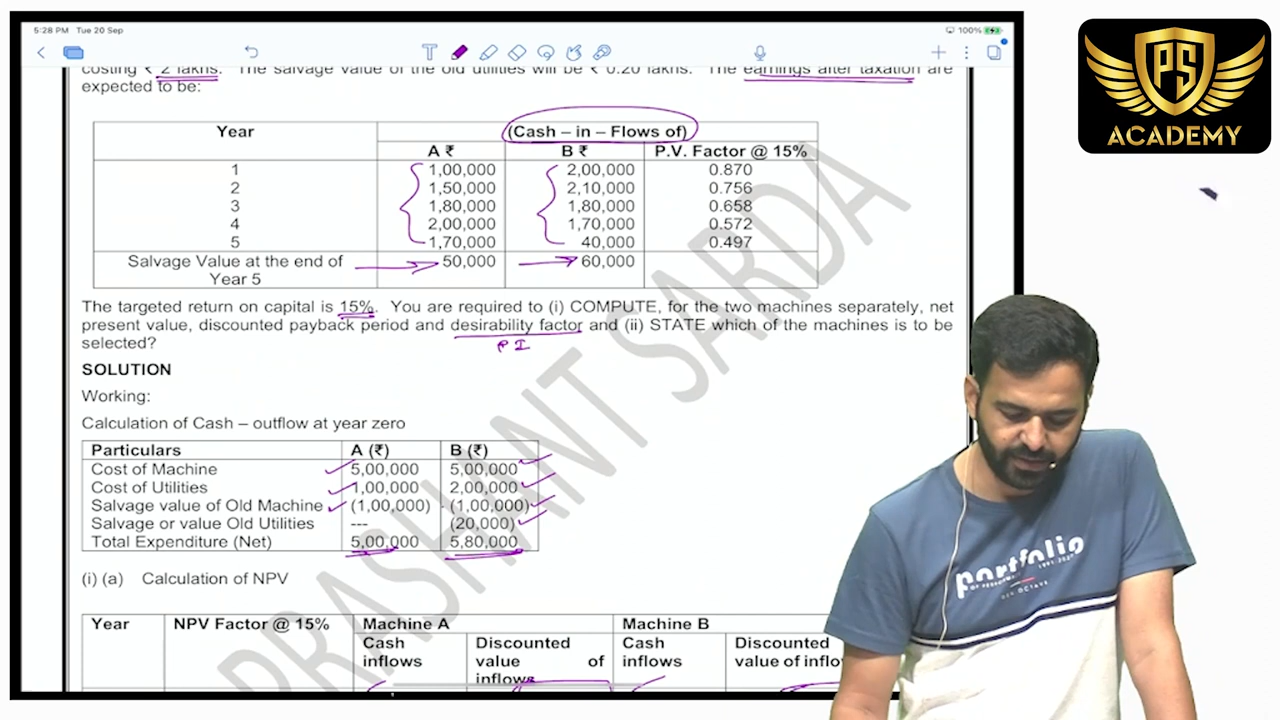 5:28 PM Tue 20 Sep
100%
costing ₹ 2 lakhs. The salvage value of the old utilities will be ₹ 0.20 lakhs. The earnings after taxation are
expected to be:
Year (Cash – in – Flows of)
A ₹ B ₹ P.V. Factor @ 15%
1 1,00,000 2,00,000 0.870
2 1,50,000 2,10,000 0.756
3 1,80,000 1,80,000 0.658
4 2,00,000 1,70,000 0.572
5 1,70,000 40,000 0.497
Salvage Value at the end of 50,000 60,000
Year 5
The targeted return on capital is 15%. You are required to (i) COMPUTE, for the two machines separately, net
present value, discounted payback period and desirability factor and (ii) STATE which of the machines is to be
selected?
PI
SOLUTION
Working:
Calculation of Cash – outflow at year zero
Particulars A (₹) B (₹)
Cost of Machine 5,00,000 5,00,000
Cost of Utilities 1,00,000 2,00,000
Salvage value of Old Machine (1,00,000) (1,00,000)
Salvage or value Old Utilities --- (20,000)
Total Expenditure (Net) 5,00,000 5,80,000
(i) (a) Calculation of NPV
Year NPV Factor @ 15% Machine A Machine B
Cash Discounted Cash Discounted
inflows value of inflows value of inflo
inflows
PRASHANT SARDA
PS
ACADEMY
portfolio